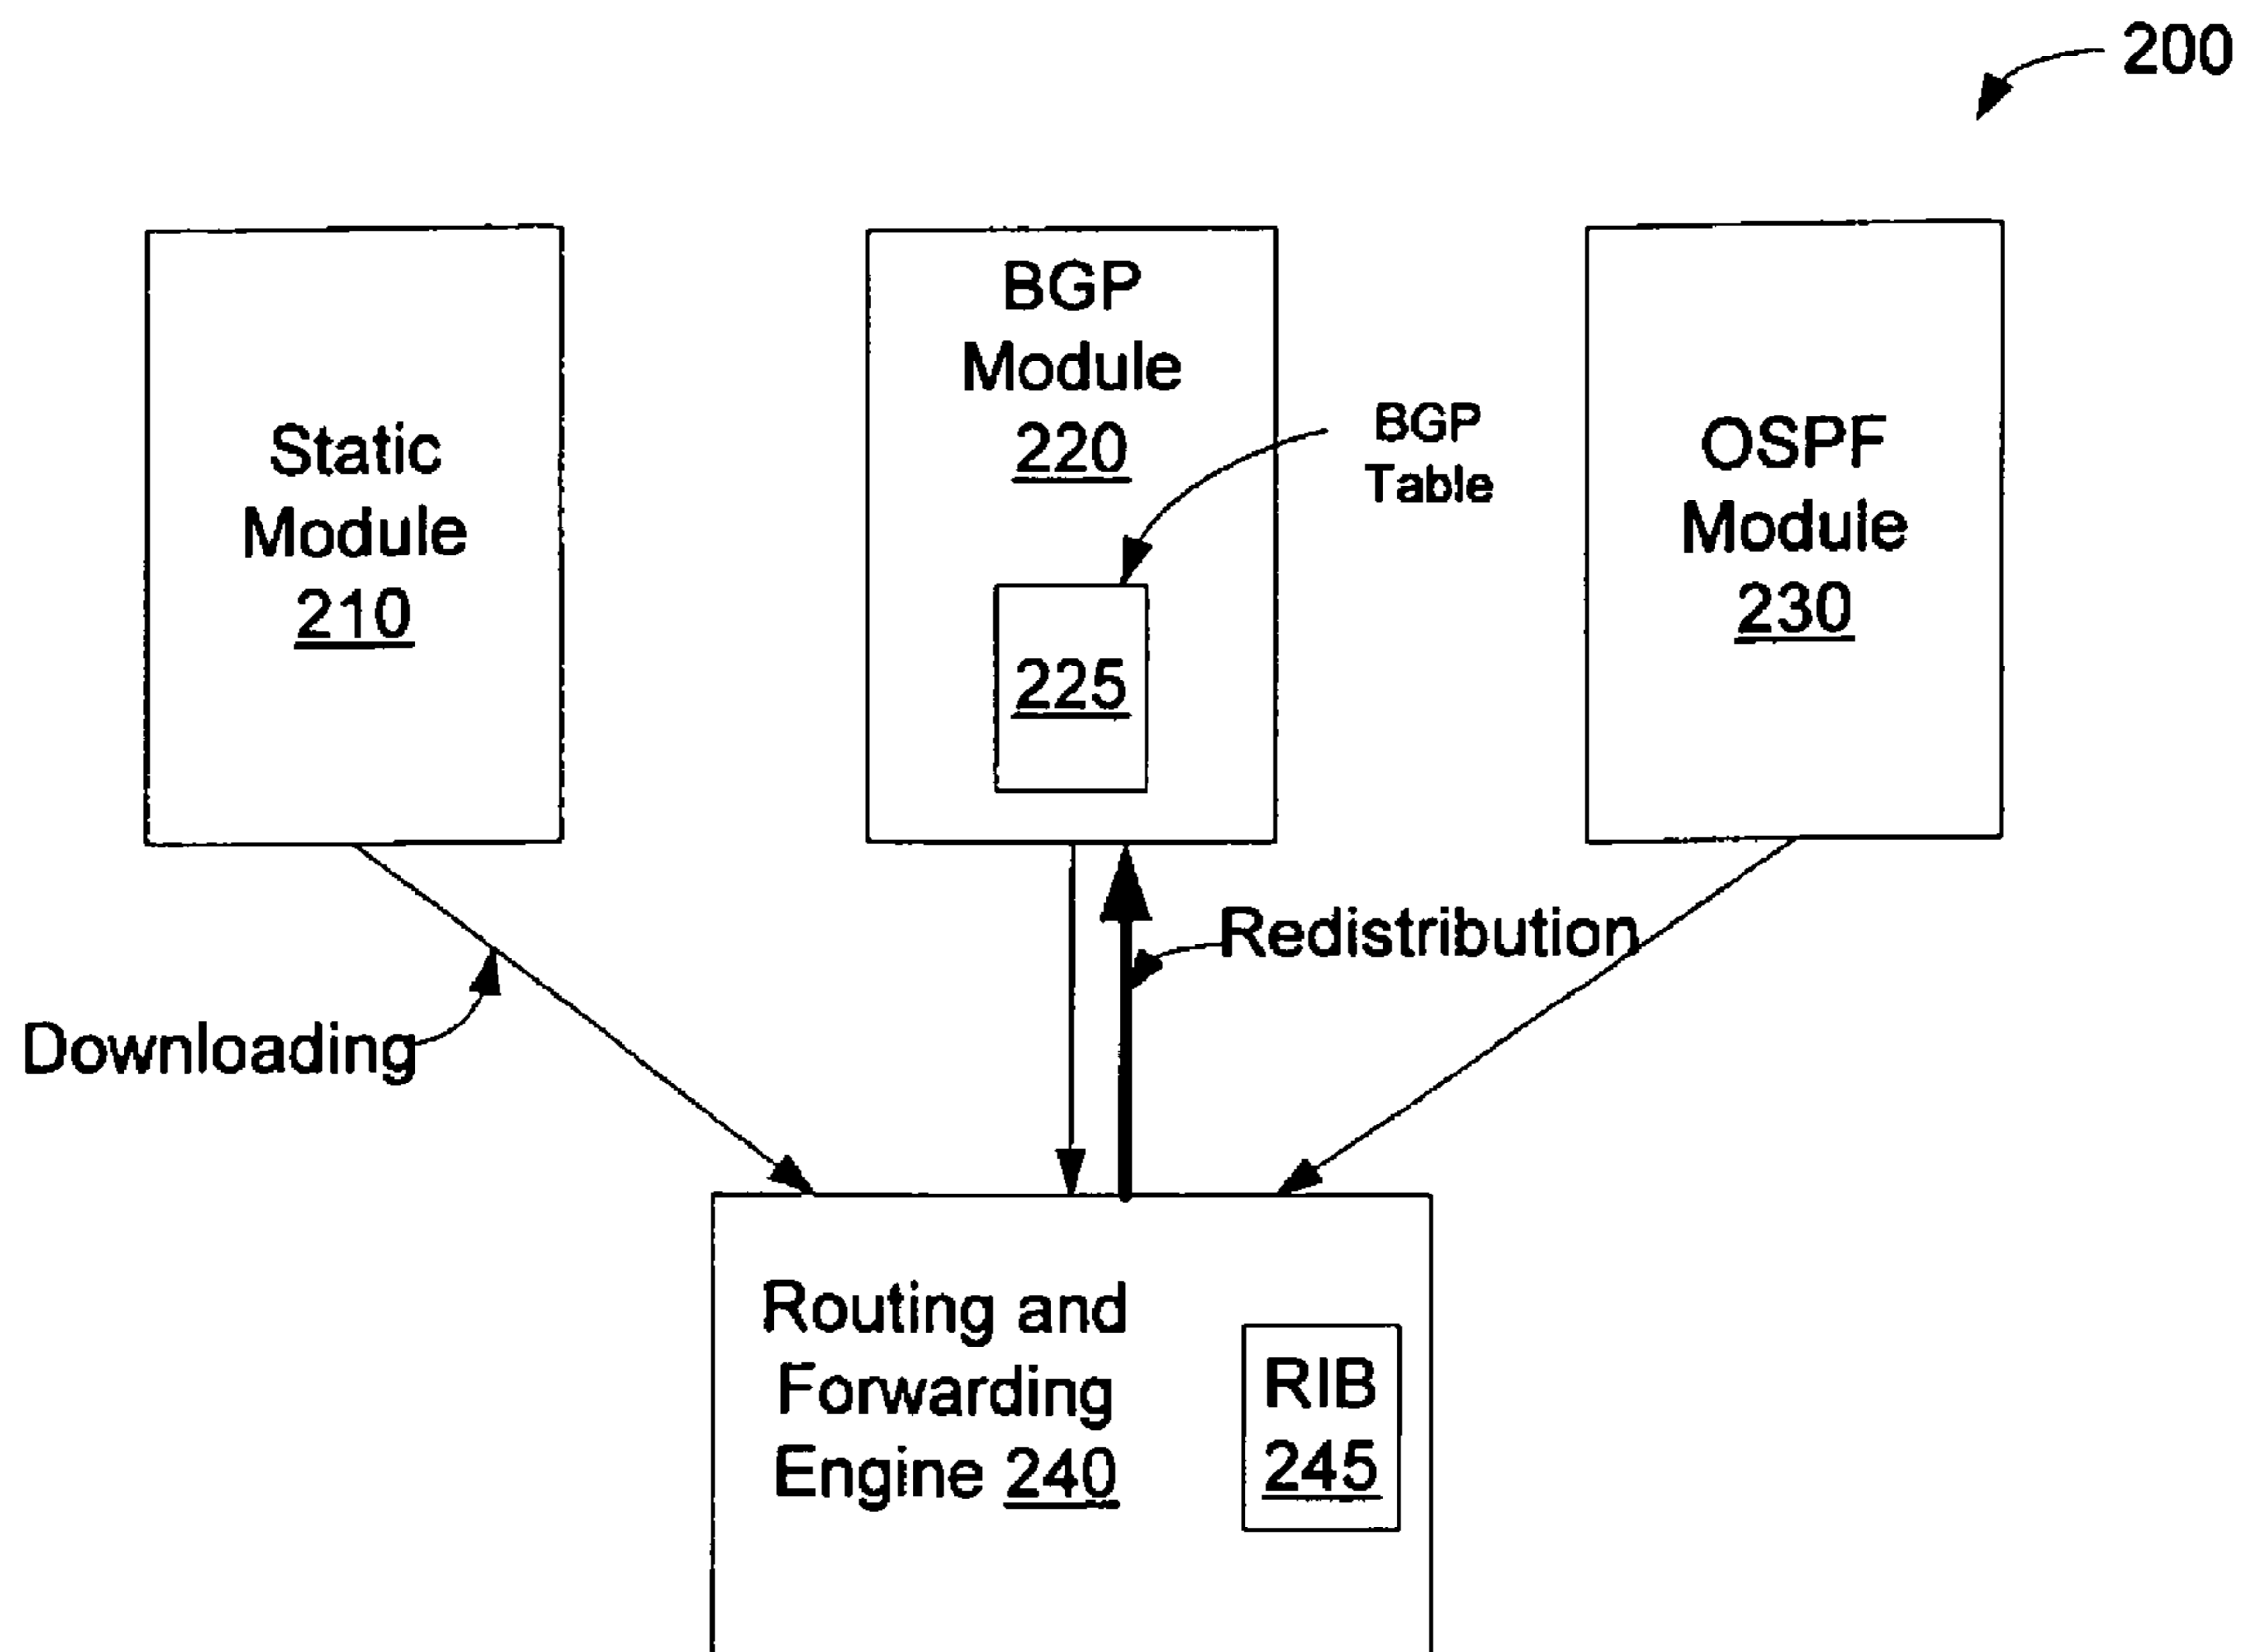 200
Static
Module
210
BGP
Module
220
BGP
Table
225
OSPF
Module
230
Redistribution
Downloading
Routing and
Forwarding
Engine 240
RIB
245